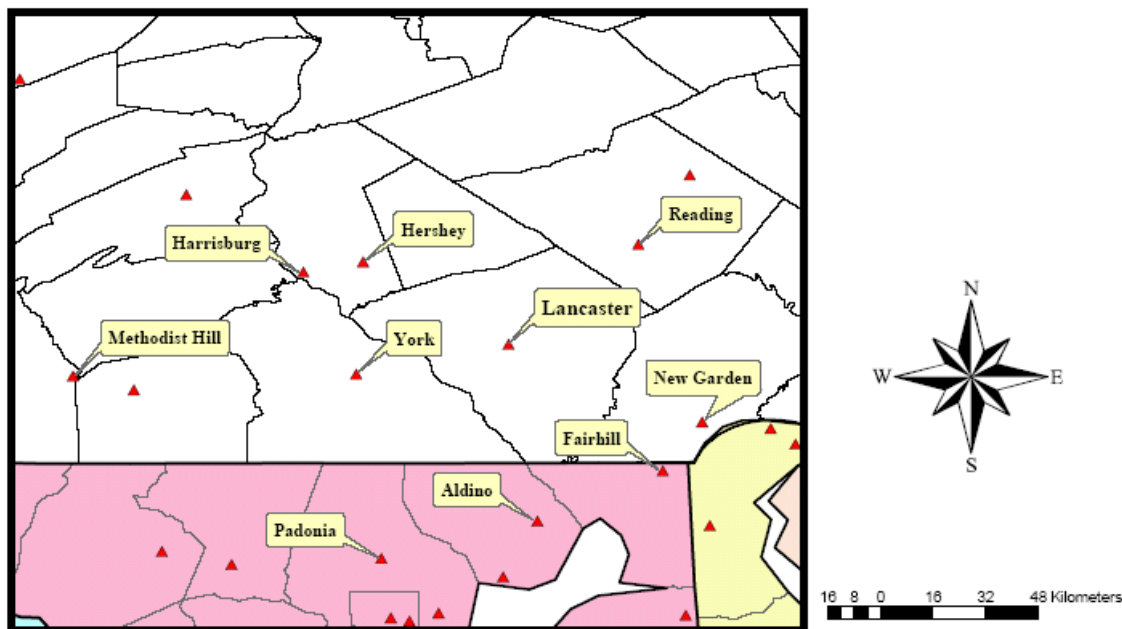 Reading
Hershey
Harrisburg
Lancaster
Methodist Hill
York
New Garden
Fairhill
Aldino
Padonia
N
W
E
S
16 8 0 16 32 48 Kilometers